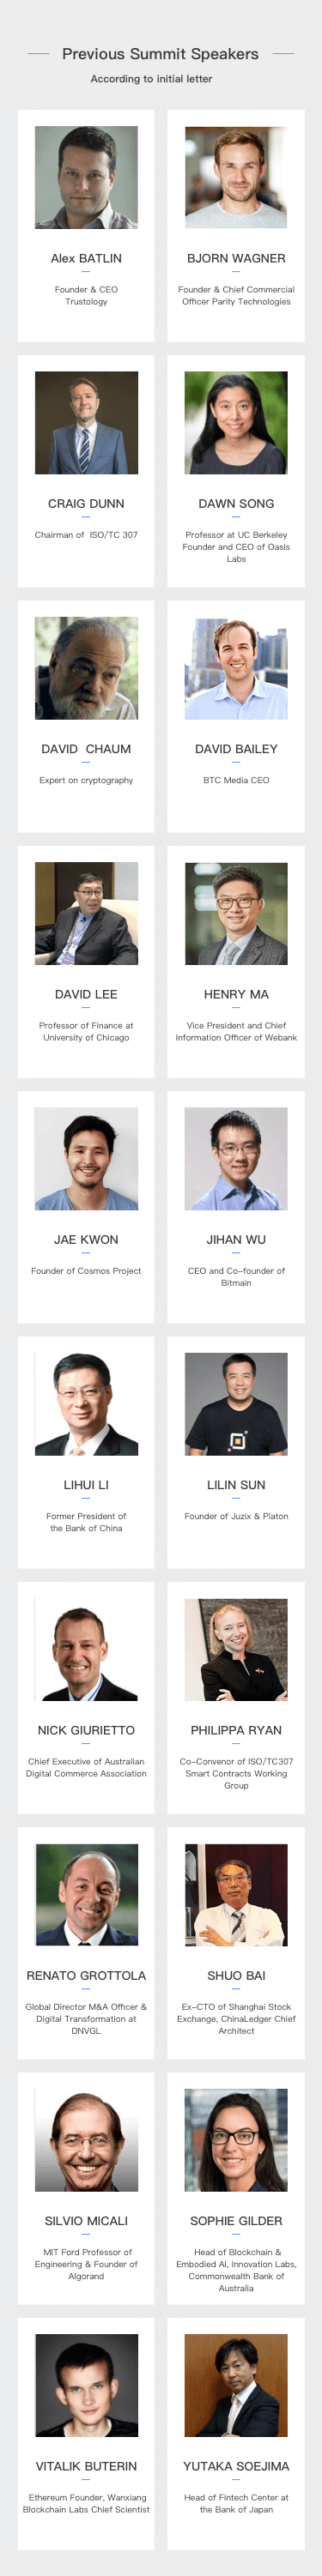 Previous Summit Speakers
According to initial letter
Alex BATLIN
Founder & CEO
Trustology
BJORN WAGNER
Founder & Chief Commercial
Officer Parity Technologies
CRAIG DUNN
Chairman of ISO/TC 307
DAWN SONG
Professor at UC Berkeley
Founder and CEO of Oasis
Labs
DAVID CHAUM
Expert on cryptography
DAVID BAILEY
BTC Media CEO
DAVID LEE
Professor of Finance at
University of Chicago
HENRY MA
Vice President and Chief
Information Officer of Webank
JAE KWON
Founder of Cosmos Project
JIHAN WU
CEO and Co-founder of
Bitmain
LIHUI LI
Former President of
the Bank of China
LILIN SUN
Founder of Juzix & Platon
NICK GIURIETTO
Chief Executive of Australian
Digital Commerce Association
PHILIPPA RYAN
Co-Convenor of ISO/TC307
Smart Contracts Working
Group
RENATO GROTTOLA
Global Director M&A Officer &
Digital Transformation at
DNVGL
SHUO BAI
Ex-CTO of Shanghai Stock
Exchange, ChinaLedger Chief
Architect
SILVIO MICALI
MIT Ford Professor of
Engineering & Founder of
Algorand
SOPHIE GILDER
Head of Blockchain &
Embodied AI, Innovation Labs,
Commonwealth Bank of
Australia
VITALIK BUTERIN
Ethereum Founder, Wanxiang
Blockchain Labs Chief Scientist
YUTAKA SOEJIMA
Head of Fintech Center at
the Bank of Japan